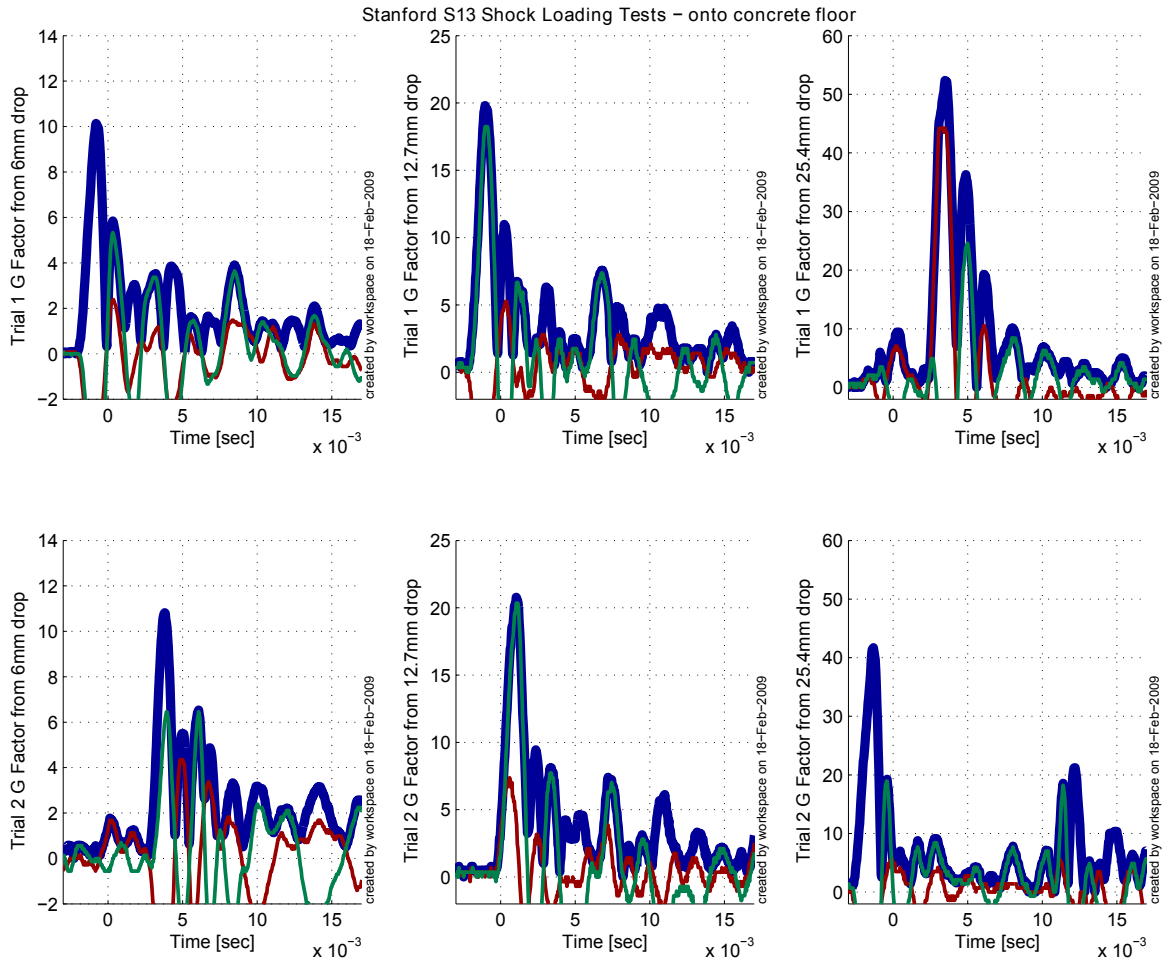 Stanford S13 Shock Loading Tests – onto concrete floor
Trial 1 G Factor from 6mm drop
14
12
10
8
6
4
2
0
−2
0 5 10 15
Time [sec]
x 10−3
created by workspace on 18−Feb−2009
Trial 1 G Factor from 12.7mm drop
25
20
15
10
5
0
0 5 10 15
Time [sec]
x 10−3
created by workspace on 18−Feb−2009
Trial 1 G Factor from 25.4mm drop
60
50
40
30
20
10
0
0 5 10 15
Time [sec]
x 10−3
created by workspace on 18−Feb−2009
Trial 2 G Factor from 6mm drop
14
12
10
8
6
4
2
0
−2
0 5 10 15
Time [sec]
x 10−3
created by workspace on 18−Feb−2009
Trial 2 G Factor from 12.7mm drop
25
20
15
10
5
0
0 5 10 15
Time [sec]
x 10−3
created by workspace on 18−Feb−2009
Trial 2 G Factor from 25.4mm drop
60
50
40
30
20
10
0
0 5 10 15
Time [sec]
x 10−3
created by workspace on 18−Feb−2009